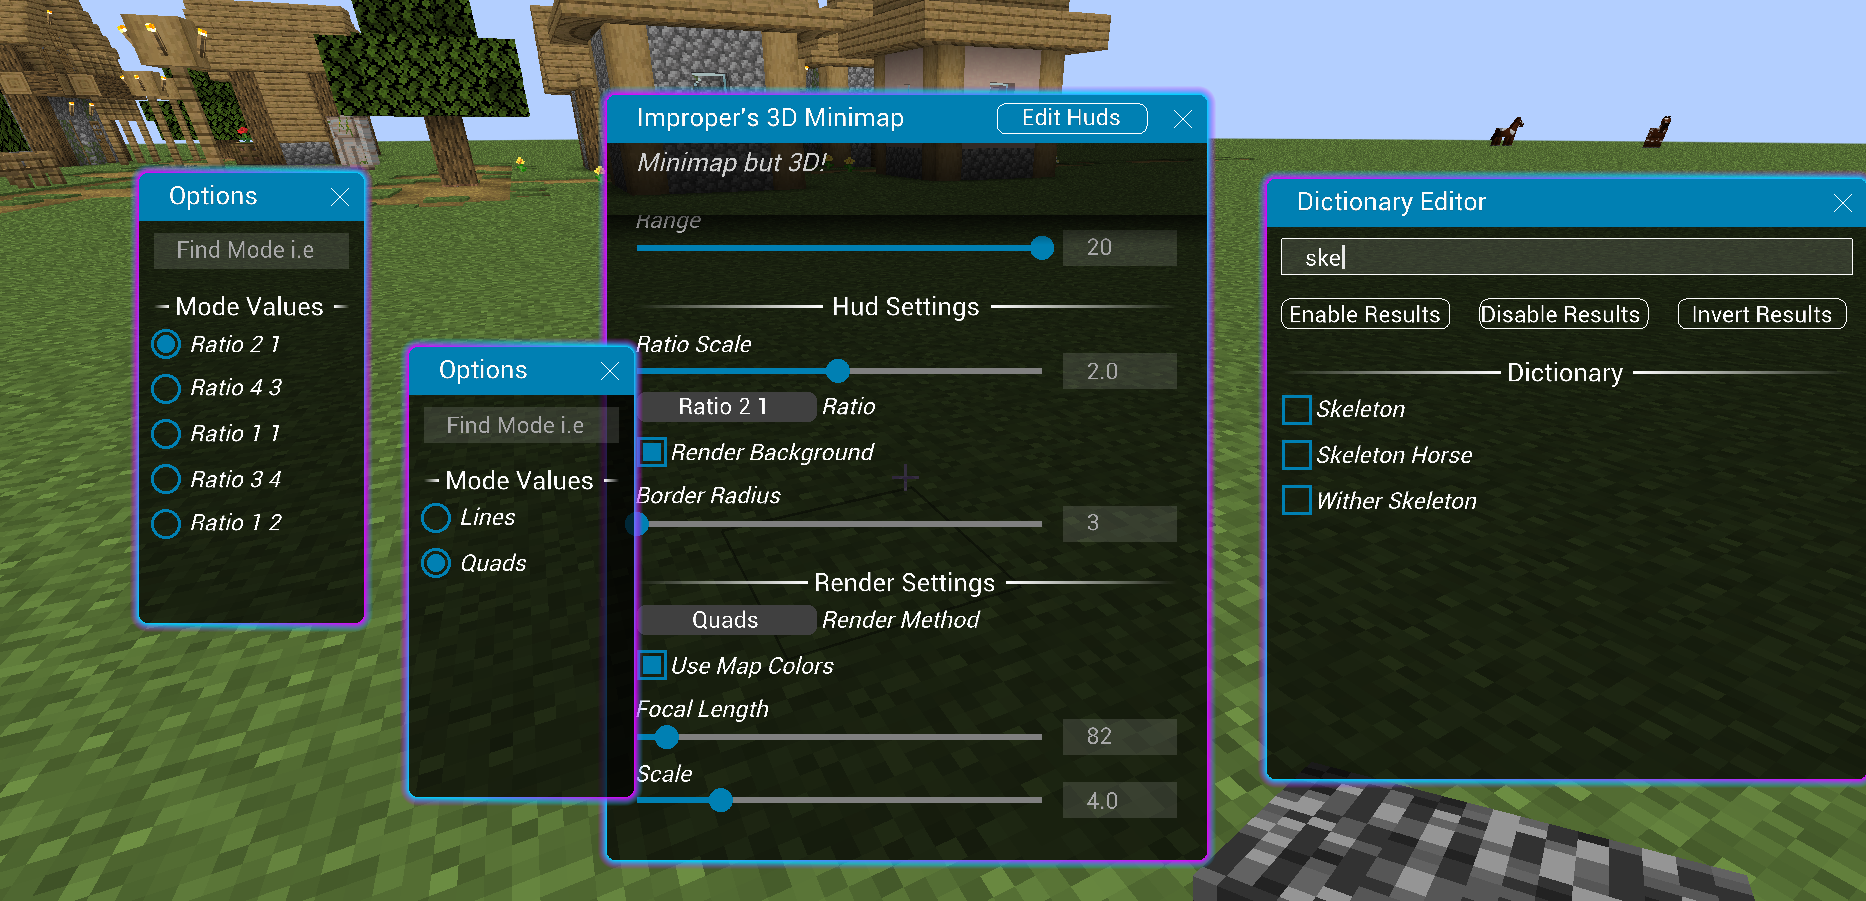 Options
Find Mode i.e
Mode Values
Ratio 2 1
Ratio 4 3
Ratio 1 1
Ratio 3 4
Ratio 1 2
Options
Find Mode i.e
Mode Values
Lines
Quads
Improper's 3D Minimap
Edit Huds
Minimap but 3D!
Range
20
Hud Settings
Ratio Scale
2.0
Ratio 2 1 Ratio
Render Background
Border Radius
3
Render Settings
Quads Render Method
Use Map Colors
Focal Length
82
Scale
4.0
Dictionary Editor
ske
Enable Results Disable Results Invert Results
Dictionary
Skeleton
Skeleton Horse
Wither Skeleton